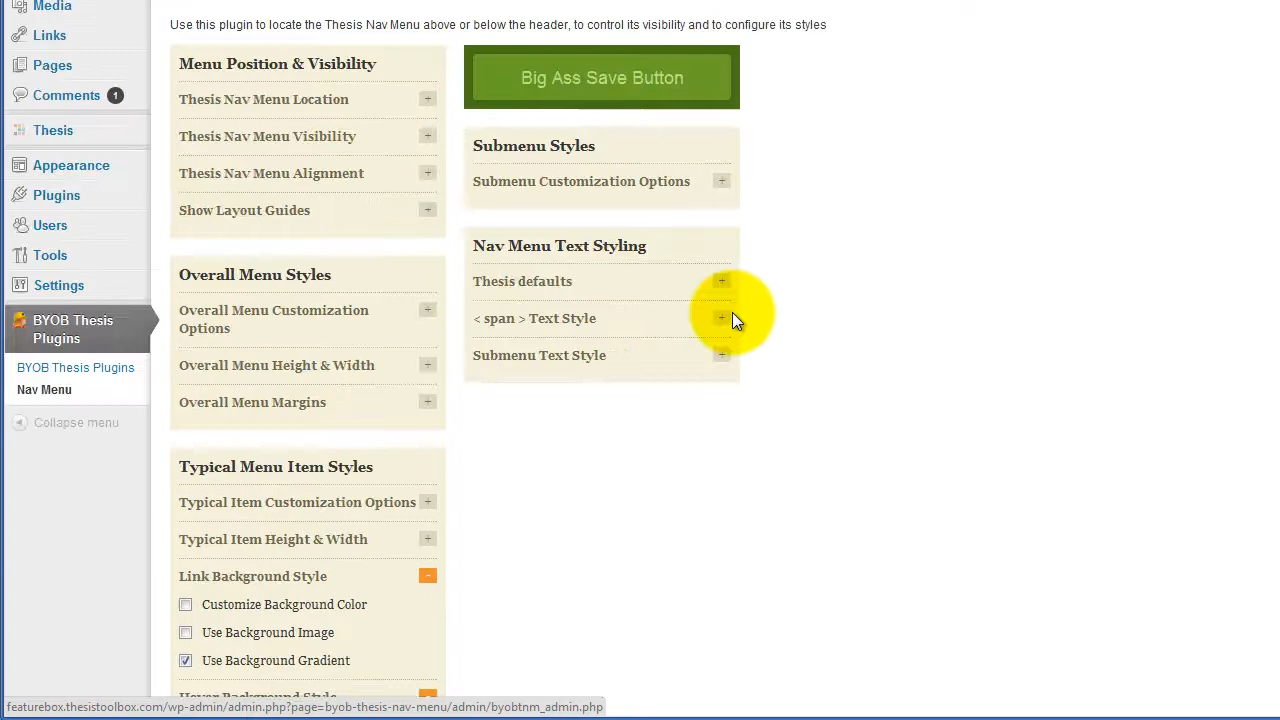 Media
Links
Pages
Comments 1
Thesis
Appearance
Plugins
Users
Tools
Settings
BYOB Thesis
Plugins
BYOB Thesis Plugins
Nav Menu
Collapse menu
Use this plugin to locate the Thesis Nav Menu above or below the header, to control its visibility and to configure its styles
Menu Position & Visibility
Thesis Nav Menu Location +
Thesis Nav Menu Visibility +
Thesis Nav Menu Alignment +
Show Layout Guides +
Overall Menu Styles
Overall Menu Customization +
Options
Overall Menu Height & Width +
Overall Menu Margins +
Typical Menu Item Styles
Typical Item Customization Options +
Typical Item Height & Width +
Link Background Style -
Customize Background Color
Use Background Image
Use Background Gradient
Hover Background Style
Big Ass Save Button
Submenu Styles
Submenu Customization Options +
Nav Menu Text Styling
Thesis defaults +
< span > Text Style +
Submenu Text Style +
featurebox.thesistoolbox.com/wp-admin/admin.php?page=byob-thesis-nav-menu/admin/byobtnm_admin.php